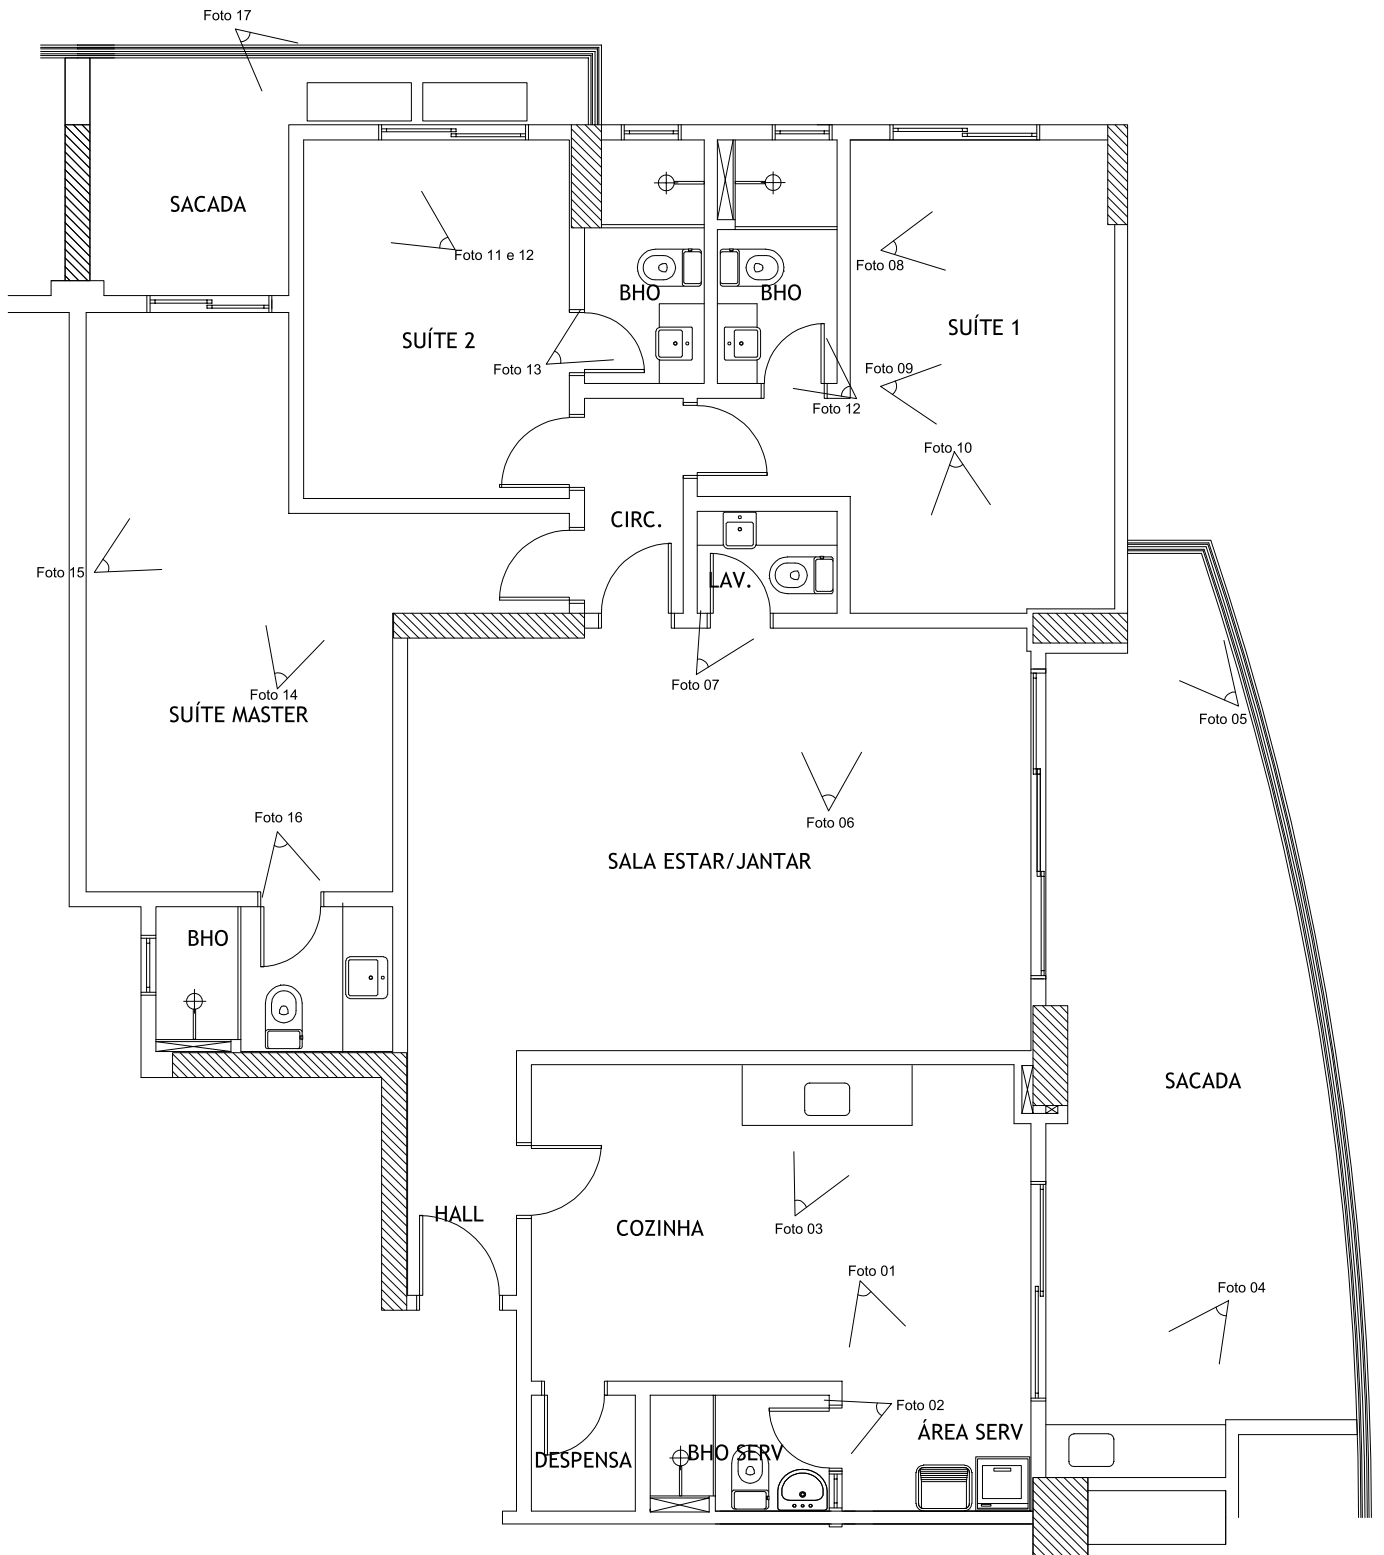 Foto 17
SACADA
Foto 11 e 12
Foto 08
BHO
BHO
SUÍTE 2
SUÍTE 1
Foto 13
Foto 09
Foto 12
Foto 10
CIRC.
Foto 15
LAV.
Foto 07
Foto 14
SUÍTE MASTER
Foto 05
Foto 16
Foto 06
SALA ESTAR/JANTAR
BHO
SACADA
HALL
COZINHA
Foto 03
Foto 01
Foto 04
Foto 02
ÁREA SERV
BHO SERV
DESPENSA